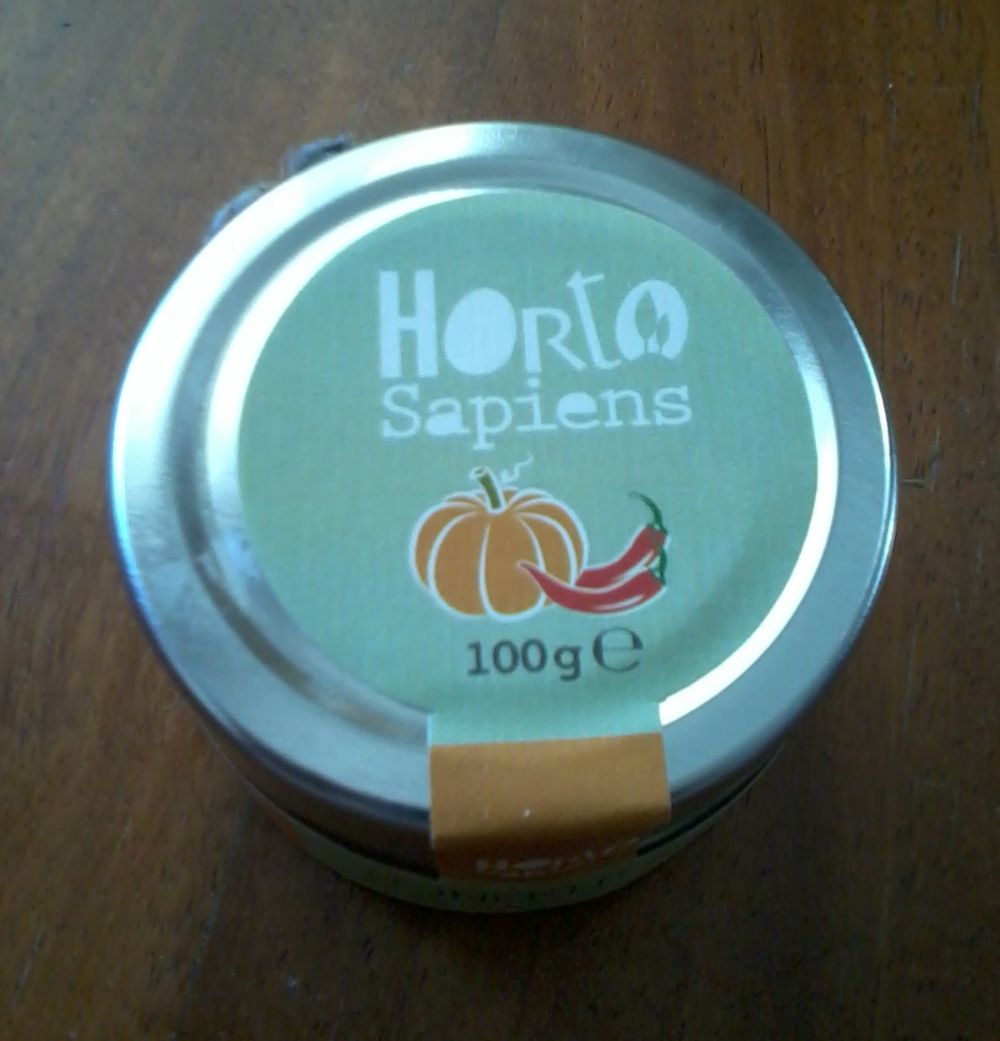 Horto
Sapiens
100g ℮